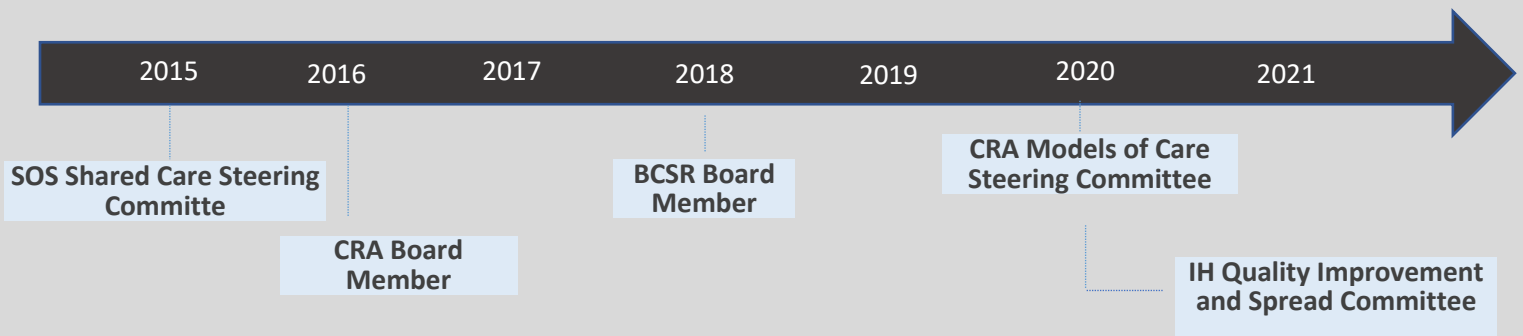 2015 2016 2017 2018 2019 2020 2021
SOS Shared Care Steering
Committe
CRA Board
Member
BCSR Board
Member
CRA Models of Care
Steering Committee
IH Quality Improvement
and Spread Committee